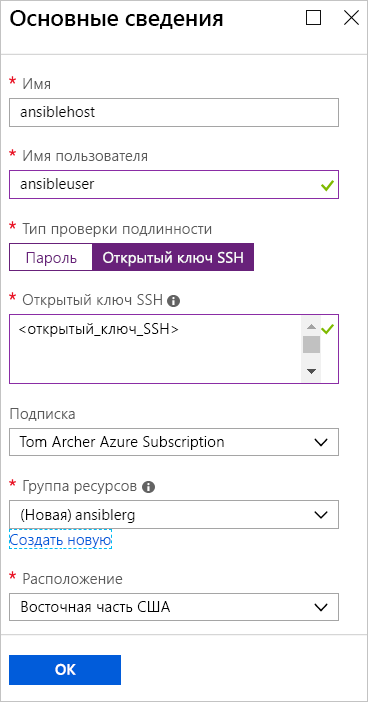 Основные сведения
* Имя
ansiblehost
* Имя пользователя
ansibleuser
* Тип проверки подлинности
Пароль Открытый ключ SSH
* Открытый ключ SSH
<открытый_ключ_SSH>
Подписка
Tom Archer Azure Subscription
* Группа ресурсов
(Новая) ansiblerg
Создать новую
* Расположение
Восточная часть США
ОК